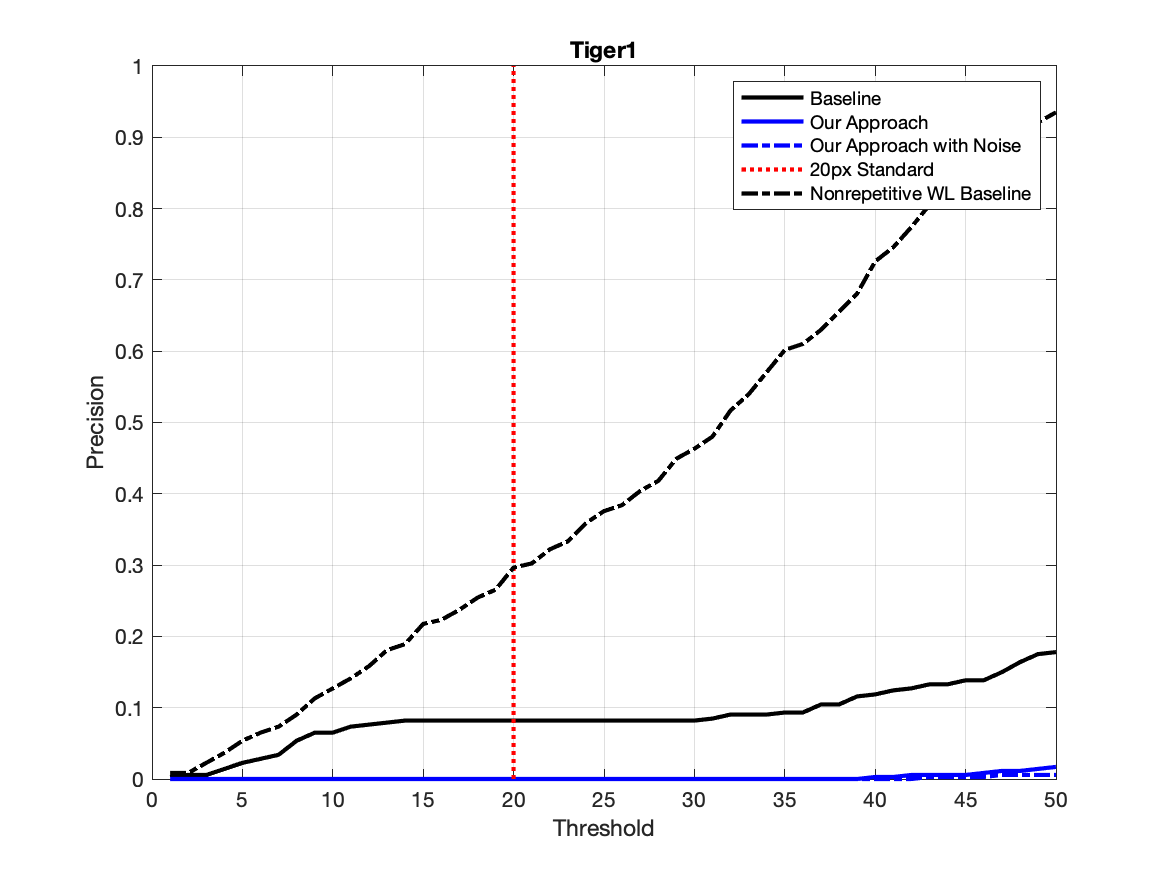 Tiger1
1
0.9
0.8
0.7
0.6
0.5
0.4
0.3
0.2
0.1
0
Precision
Baseline
Our Approach
Our Approach with Noise
20px Standard
Nonrepetitive WL Baseline
0 5 10 15 20 25 30 35 40 45 50
Threshold